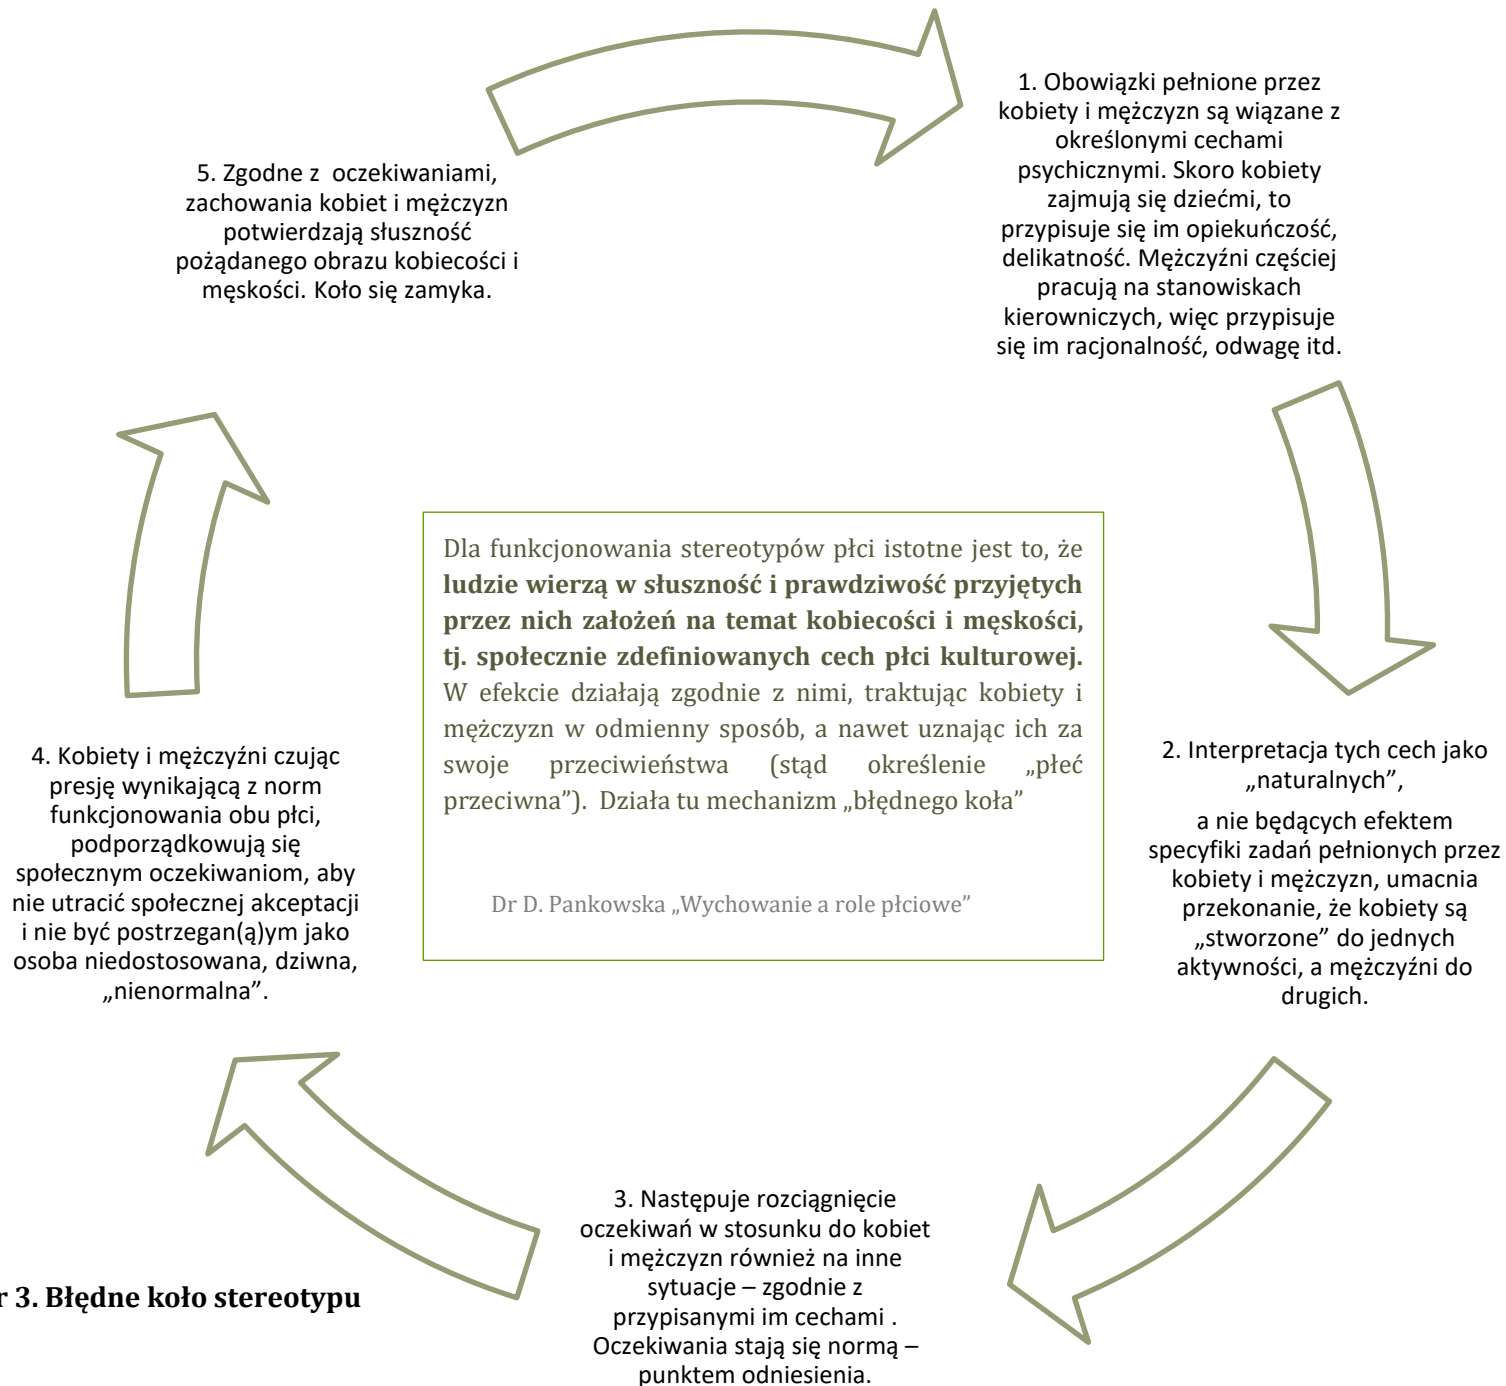 1. Obowiązki pełnione przez
kobiety i mężczyzn są wiązane z
określonymi cechami
psychicznymi. Skoro kobiety
zajmują się dziećmi, to
przypisuje się im opiekuńczość,
delikatność. Mężczyźni częściej
pracują na stanowiskach
kierowniczych, więc przypisuje
się im racjonalność, odwagę itd.
2. Interpretacja tych cech jako
„naturalnych”,
a nie będących efektem
specyfiki zadań pełnionych przez
kobiety i mężczyzn, umacnia
przekonanie, że kobiety są
„stworzone” do jednych
aktywności, a mężczyźni do
drugich.
3. Następuje rozciągnięcie
oczekiwań w stosunku do kobiet
i mężczyzn również na inne
sytuacje – zgodnie z
przypisanymi im cechami .
Oczekiwania stają się normą –
punktem odniesienia.
4. Kobiety i mężczyźni czując
presję wynikającą z norm
funkcjonowania obu płci,
podporządkowują się
społecznym oczekiwaniom, aby
nie utracić społecznej akceptacji
i nie być postrzegan(ą)ym jako
osoba niedostosowana, dziwna,
„nienormalna”.
5. Zgodne z  oczekiwaniami,
zachowania kobiet i mężczyzn
potwierdzają słuszność
pożądanego obrazu kobiecości i
męskości. Koło się zamyka.
Dla funkcjonowania stereotypów płci istotne jest to, że
ludzie wierzą w słuszność i prawdziwość przyjętych
przez nich założeń na temat kobiecości i męskości,
tj. społecznie zdefiniowanych cech płci kulturowej.
W efekcie działają zgodnie z nimi, traktując kobiety i
mężczyzn w odmienny sposób, a nawet uznając ich za
swoje przeciwieństwa (stąd określenie „płeć
przeciwna”).  Działa tu mechanizm „błędnego koła”
Dr D. Pankowska „Wychowanie a role płciowe”
r 3. Błędne koło stereotypu